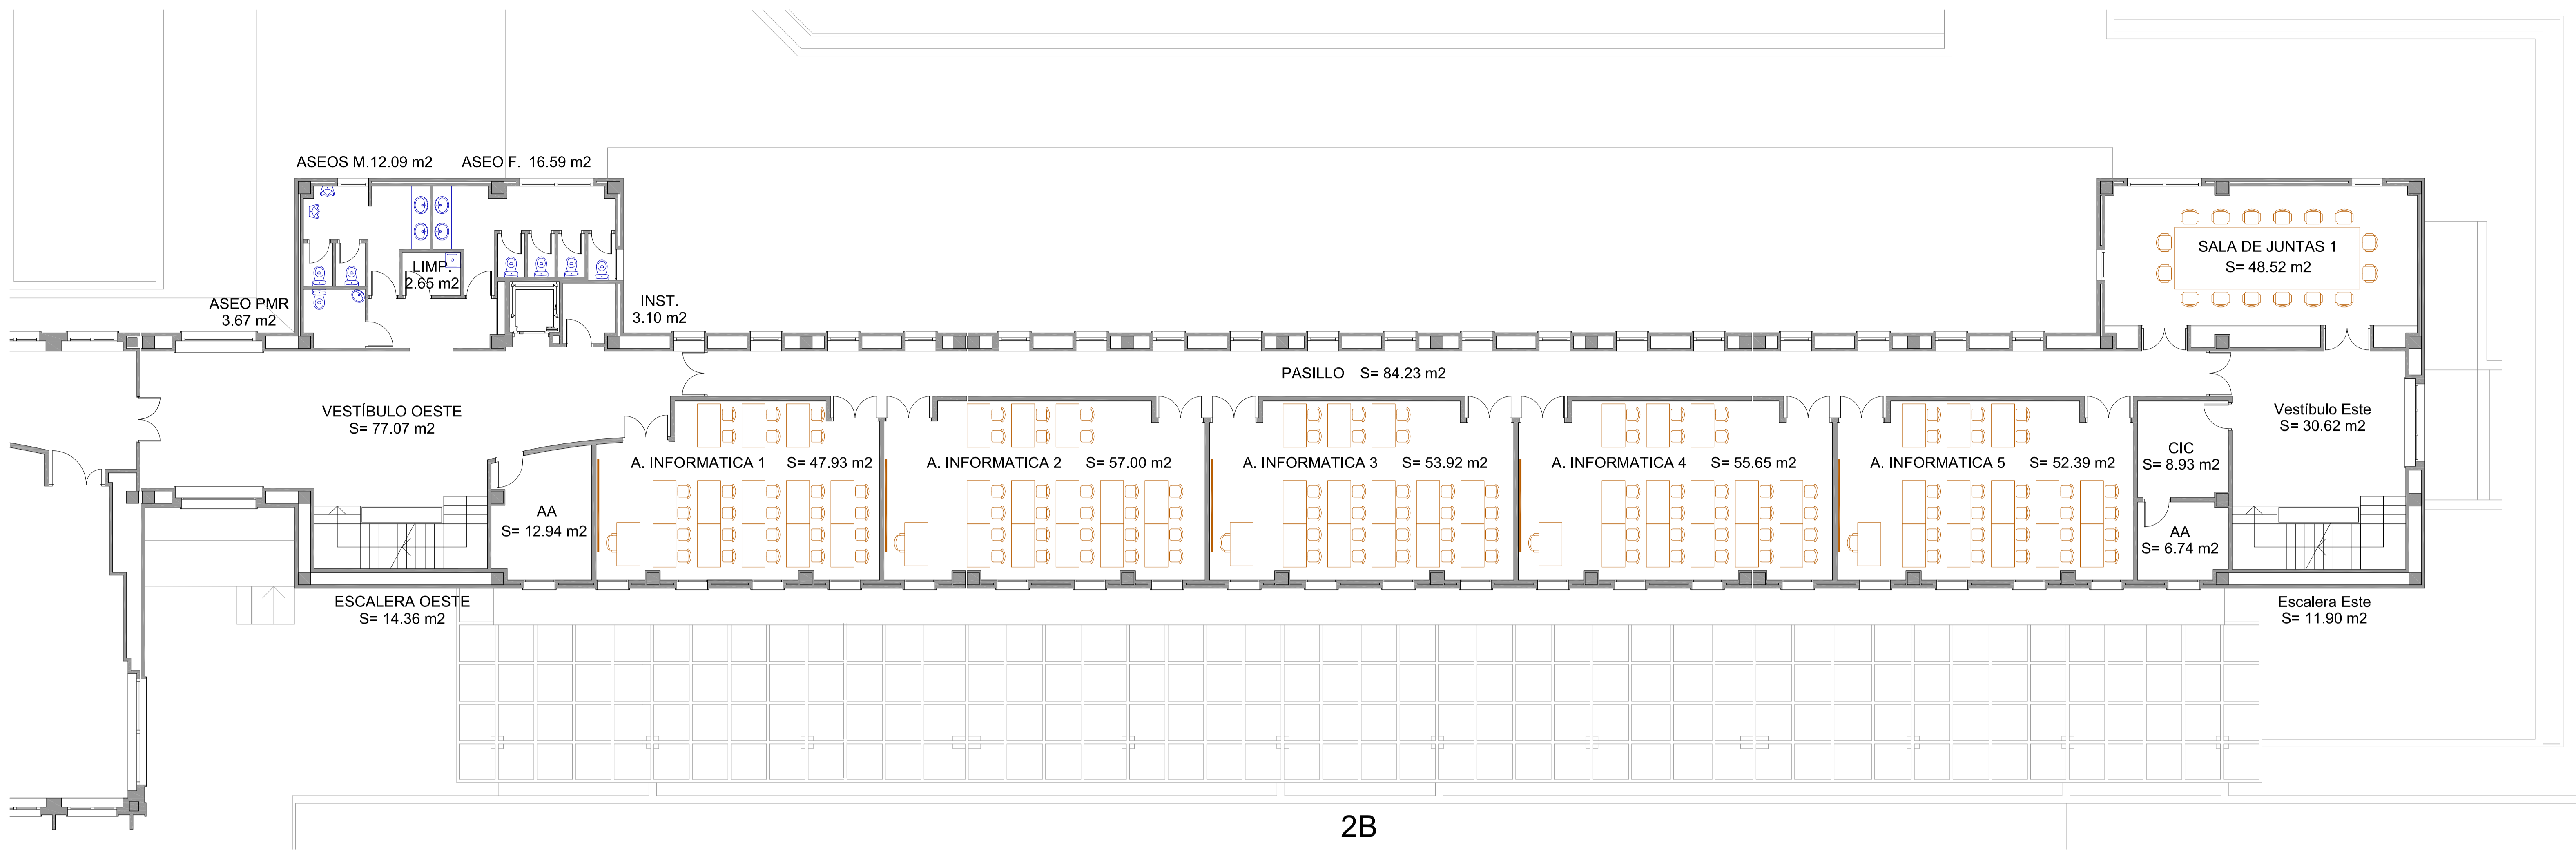 ASEOS M.12.09 m2
ASEO F. 16.59 m2
LIMP.
2.65 m2
ASEO PMR
3.67 m2
INST.
3.10 m2
SALA DE JUNTAS 1
S= 48.52 m2
PASILLO S= 84.23 m2
VESTÍBULO OESTE
S= 77.07 m2
Vestíbulo Este
S= 30.62 m2
A. INFORMATICA 1 S= 47.93 m2
A. INFORMATICA 2 S= 57.00 m2
A. INFORMATICA 3 S= 53.92 m2
A. INFORMATICA 4 S= 55.65 m2
A. INFORMATICA 5 S= 52.39 m2
CIC
S= 8.93 m2
AA
S= 12.94 m2
AA
S= 6.74 m2
ESCALERA OESTE
S= 14.36 m2
Escalera Este
S= 11.90 m2
2B